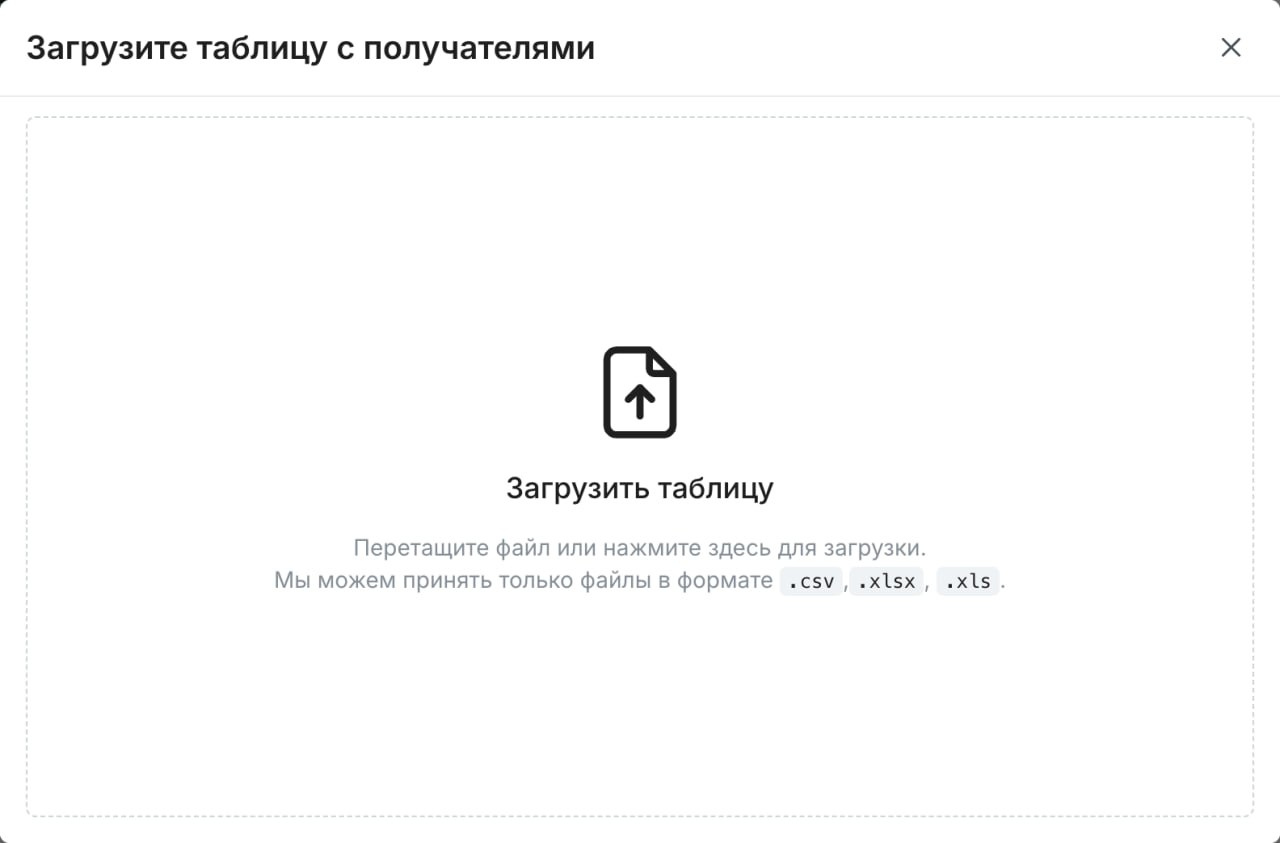 Загрузите таблицу с получателями
Загрузить таблицу
Перетащите файл или нажмите здесь для загрузки.
Мы можем принять только файлы в формате .csv, .xlsx, .xls.